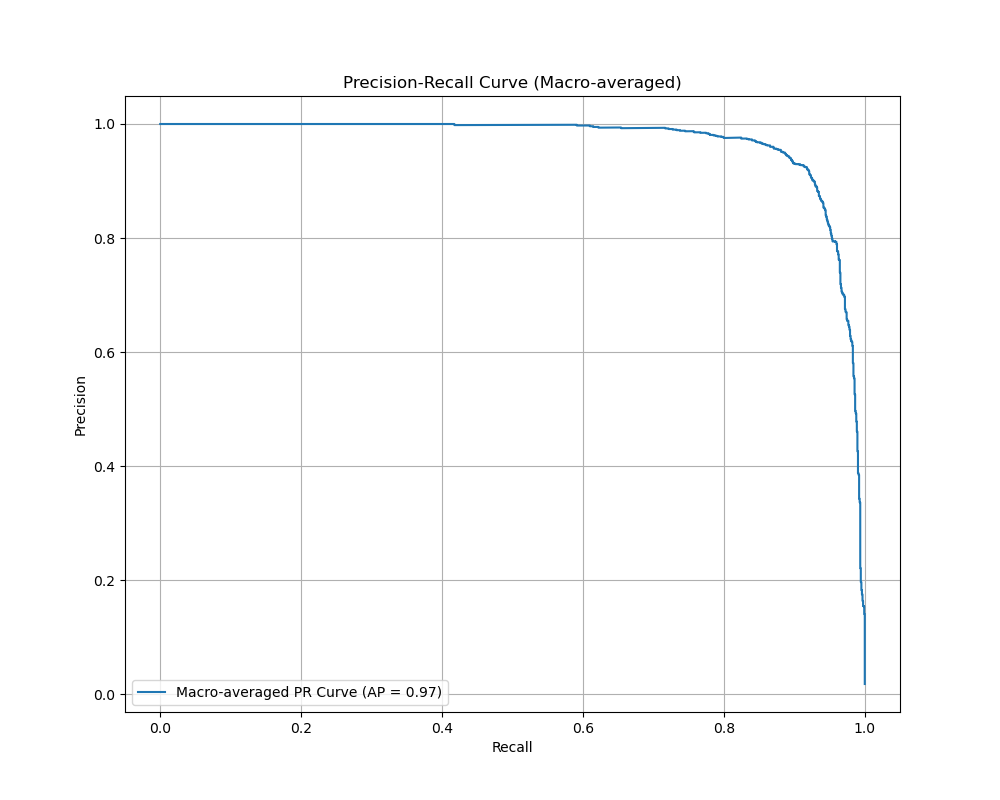 Precision-Recall Curve (Macro-averaged)
1.0
0.8
0.6
0.4
0.2
0.0
Precision
Macro-averaged PR Curve (AP = 0.97)
0.0 0.2 0.4 0.6 0.8 1.0
Recall